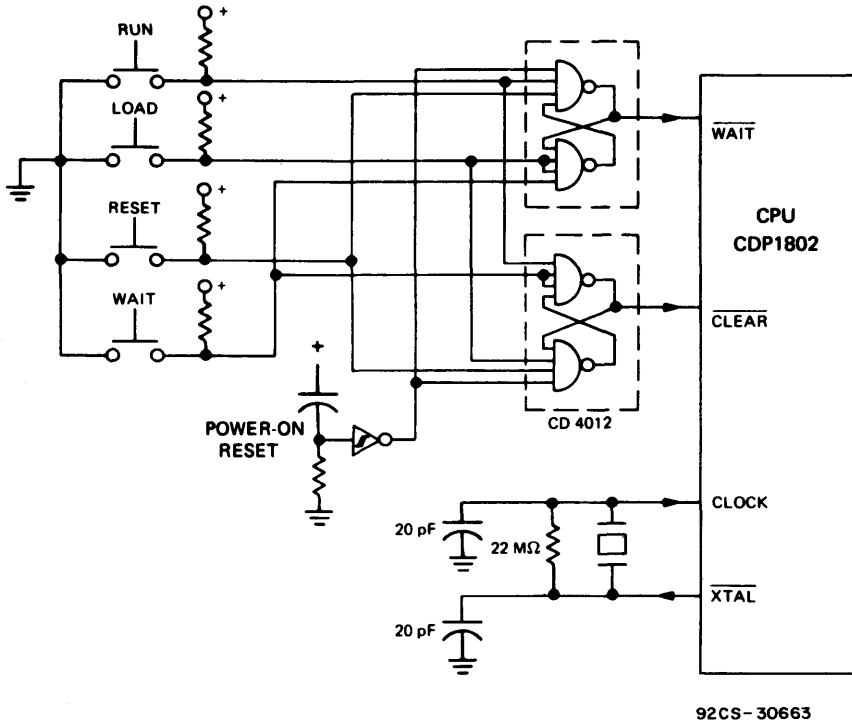 RUN
+
LOAD
+
RESET
+
WAIT
+
+
POWER-ON
RESET
CD 4012
WAIT
CPU
CDP1802
CLEAR
20 pF
22 MΩ
CLOCK
XTAL
20 pF
92CS-30663